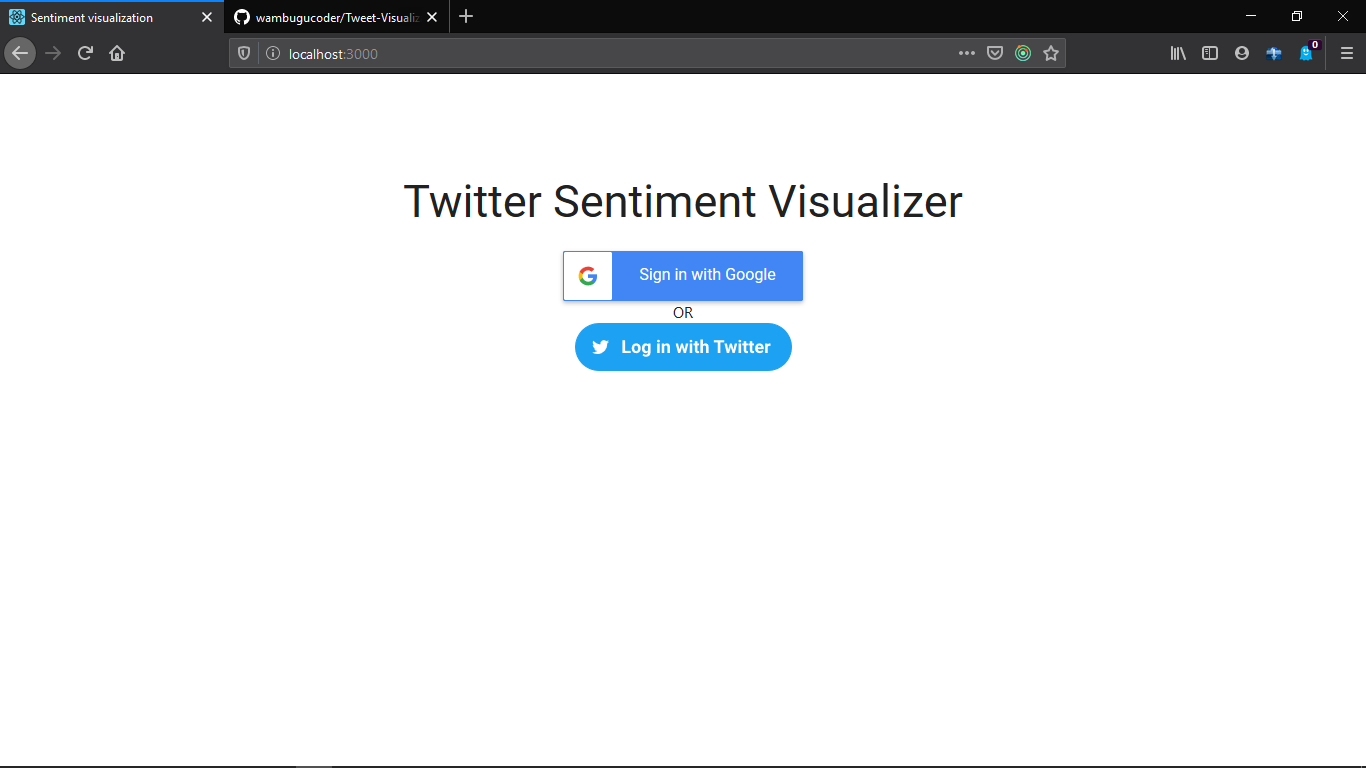 Sentiment visualization
wambugucoder/Tweet-Visualiz
localhost:3000
0
Twitter Sentiment Visualizer
Sign in with Google
OR
Log in with Twitter